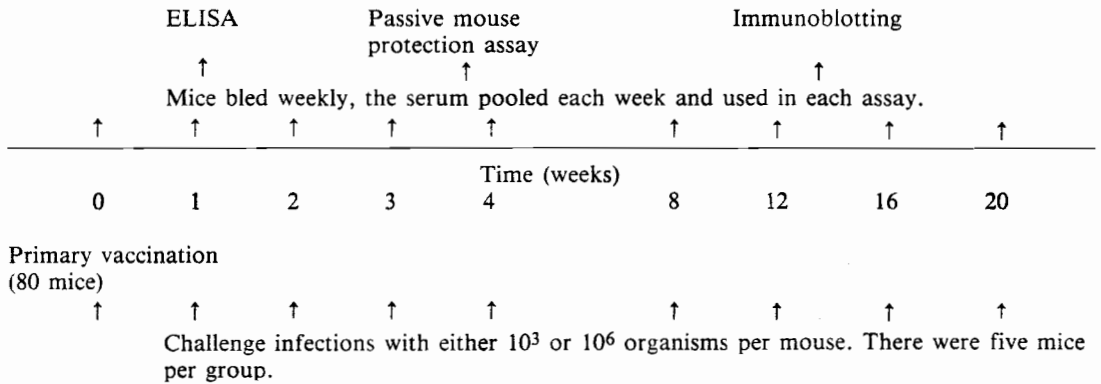 ELISA Passive mouse Immunoblotting
protection assay
↑ ↑ ↑
Mice bled weekly, the serum pooled each week and used in each assay.
↑ ↑ ↑ ↑ ↑ ↑ ↑ ↑ ↑
Time (weeks)
0 1 2 3 4 8 12 16 20
Primary vaccination
(80 mice)
↑ ↑ ↑ ↑ ↑ ↑ ↑ ↑ ↑
Challenge infections with either 10³ or 10⁶ organisms per mouse. There were five mice
per group.